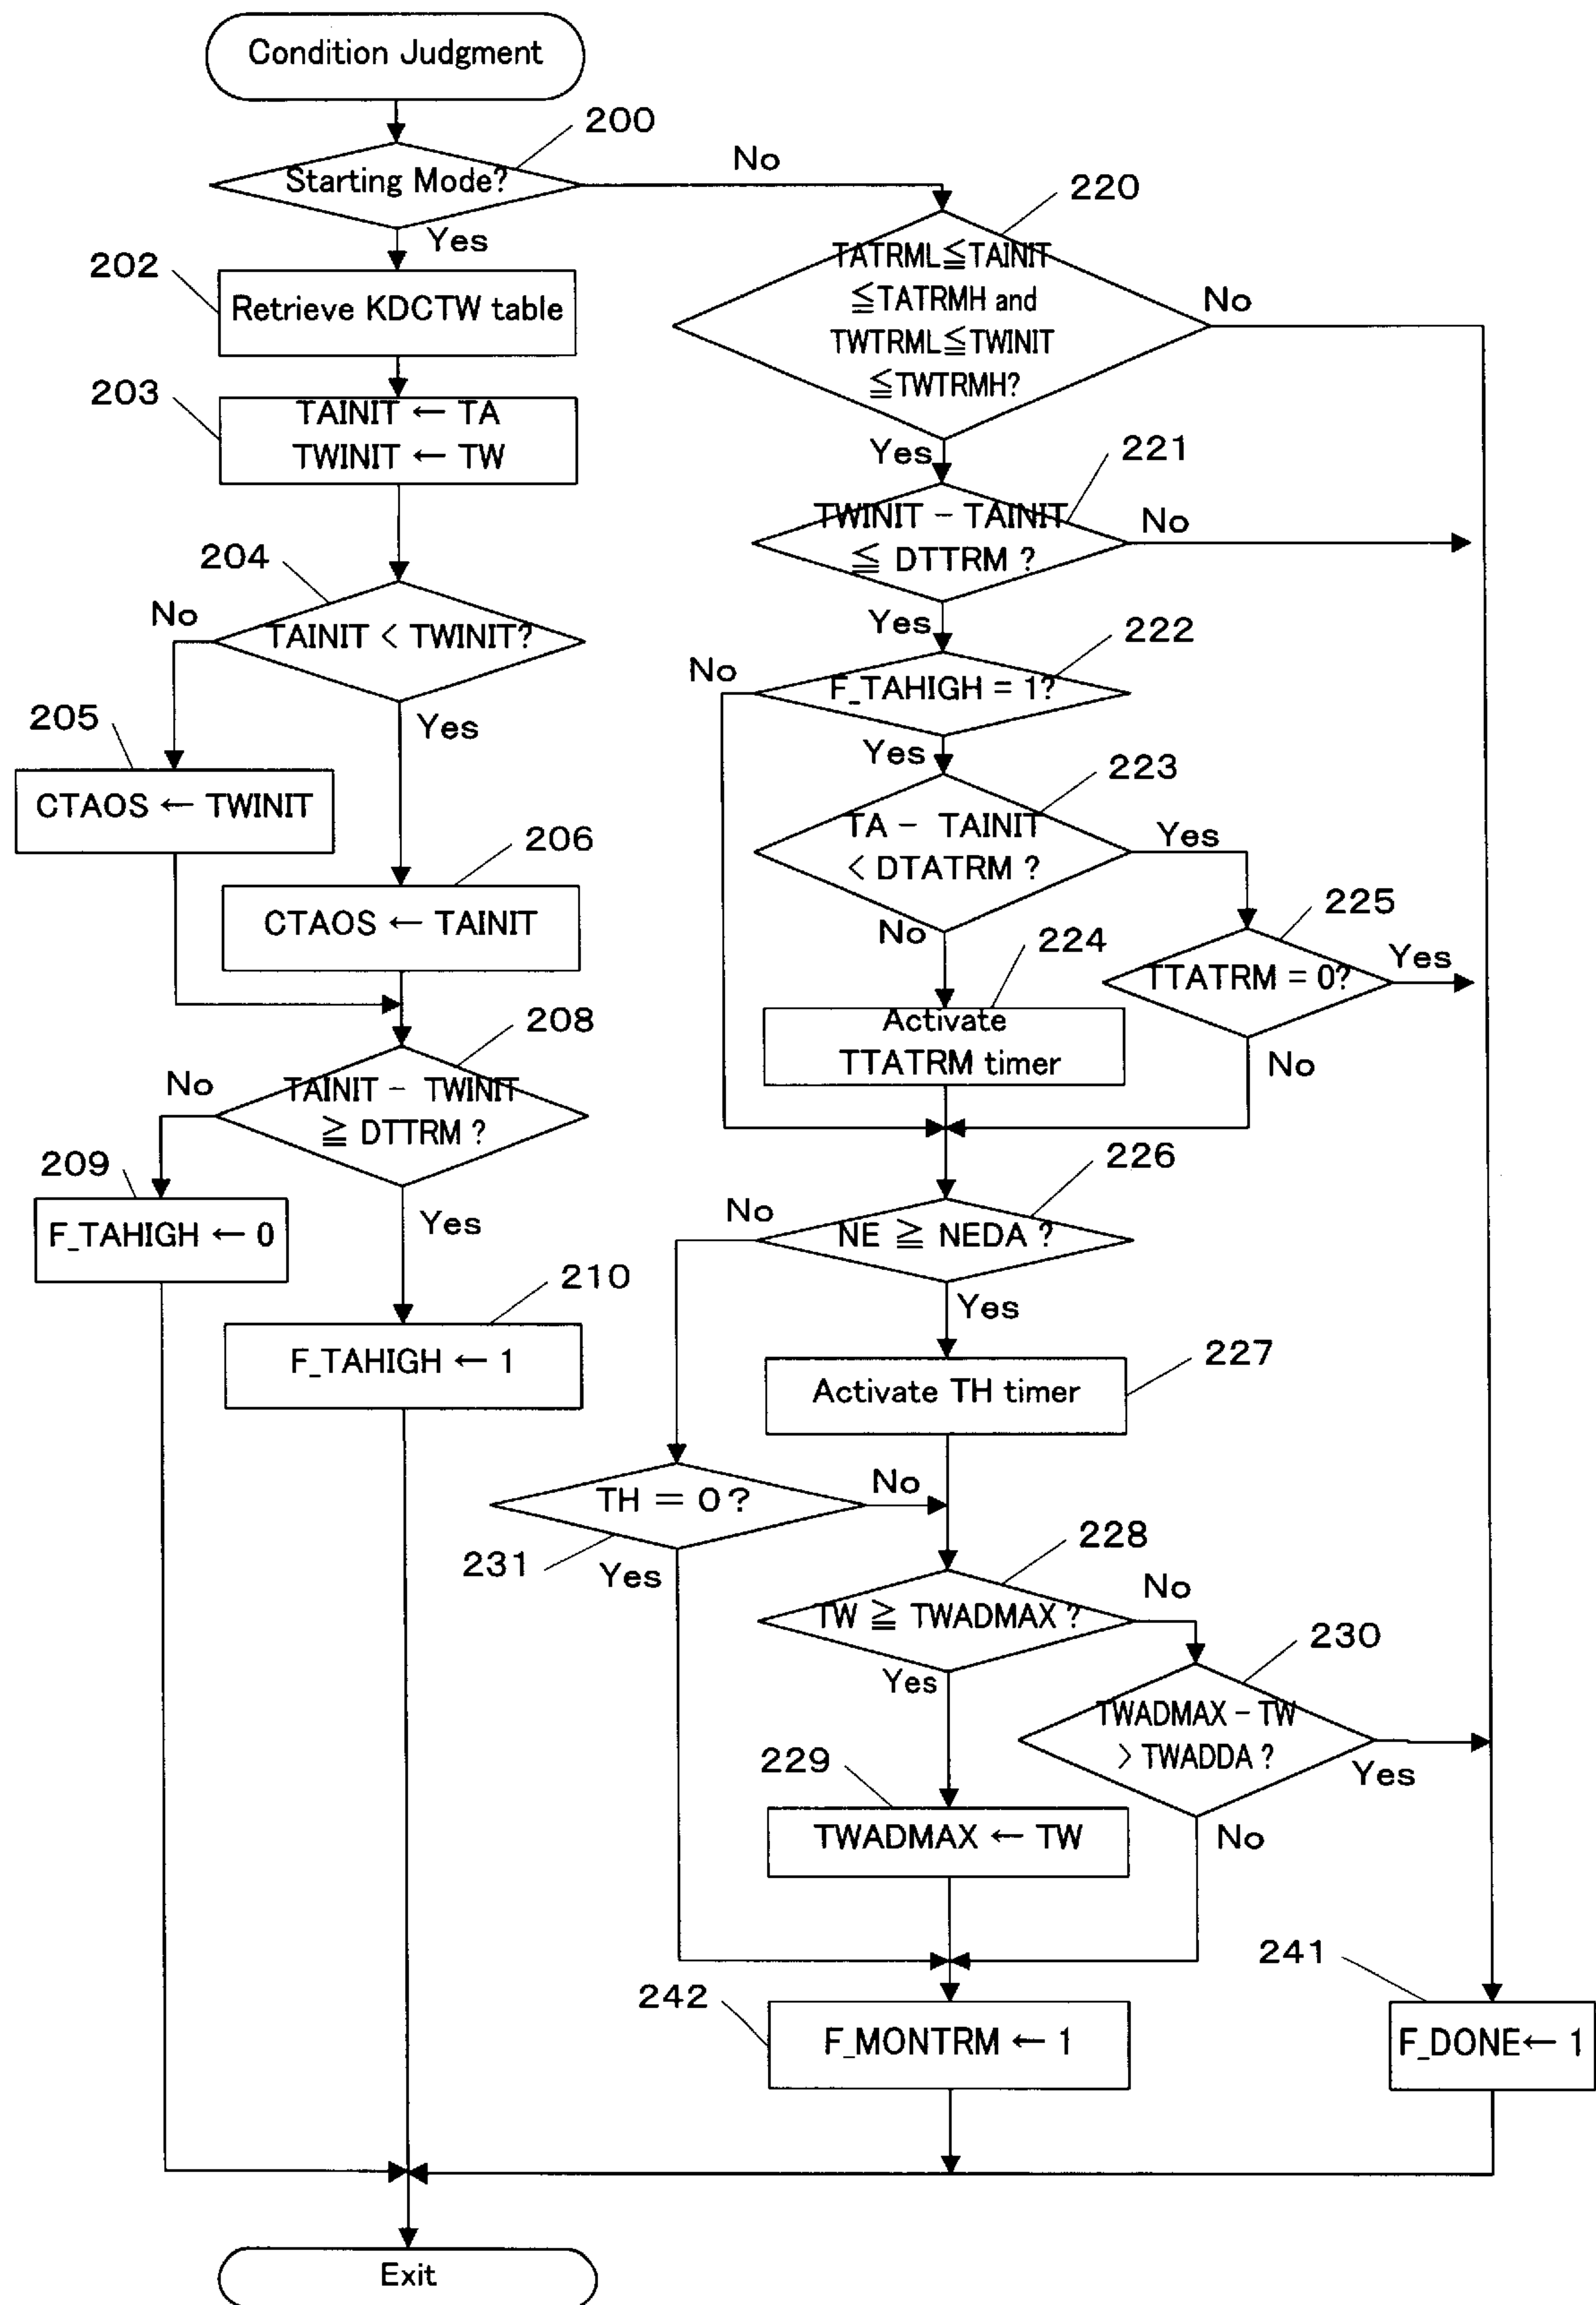 Condition Judgment
200
Starting Mode?
No
Yes
202
Retrieve KDCTW table
203
TAINIT ← TA
TWINIT ← TW
204
No
TAINIT < TWINIT?
Yes
205
CTAOS ← TWINIT
206
CTAOS ← TAINIT
208
No
TAINIT - TWINIT
≧ DTTRM ?
Yes
209
F_TAHIGH ← 0
210
F_TAHIGH ← 1
220
TATRML≦TAINIT
≦TATRMH and
TWTRML≦TWINIT
≦TWTRMH?
No
Yes
221
TWINIT - TAINIT
≦ DTTRM ?
No
Yes
222
No
F_TAHIGH = 1?
Yes
223
TA - TAINIT
< DTATRM ?
Yes
No
224
Activate
TTATRM timer
225
TTATRM = 0?
Yes
No
226
No
NE ≧ NEDA ?
Yes
227
Activate TH timer
TH = 0 ?
No
231
Yes
228
No
TW ≧ TWADMAX ?
Yes
230
TWADMAX - TW
> TWADDA ?
Yes
No
229
TWADMAX ← TW
242
F_MONTRM ← 1
241
F_DONE← 1
Exit